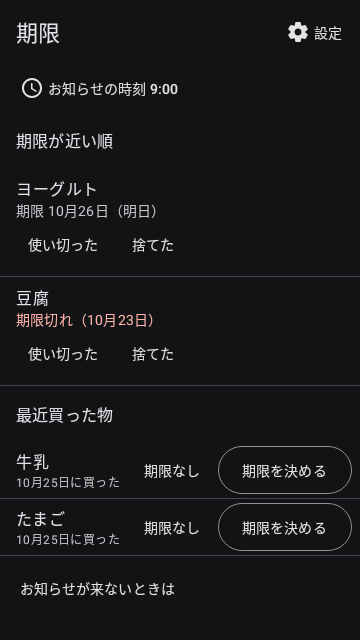 期限
設定
お知らせの時刻 9:00
期限が近い順
ヨーグルト
期限 10月26日（明日）
使い切った 捨てた
豆腐
期限切れ（10月23日）
使い切った 捨てた
最近買った物
牛乳
10月25日に買った
期限なし
期限を決める
たまご
10月25日に買った
期限なし
期限を決める
お知らせが来ないときは